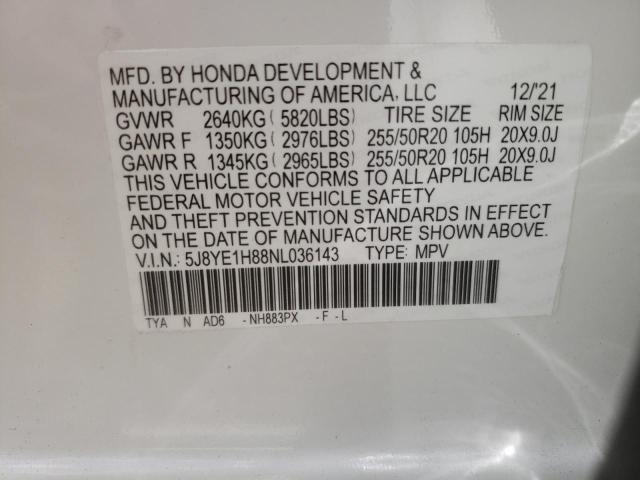 MFD. BY HONDA DEVELOPMENT &
MANUFACTURING OF AMERICA, LLC 12/'21
GVWR 2640KG ( 5820LBS) TIRE SIZE RIM SIZE
GAWR F 1350KG ( 2976LBS) 255/50R20 105H 20X9.0J
GAWR R 1345KG ( 2965LBS) 255/50R20 105H 20X9.0J
THIS VEHICLE CONFORMS TO ALL APPLICABLE
FEDERAL MOTOR VEHICLE SAFETY
AND THEFT PREVENTION STANDARDS IN EFFECT
ON THE DATE OF MANUFACTURE SHOWN ABOVE.
V.I.N.: 5J8YE1H88NL036143 TYPE: MPV
TYA N AD6 -NH883PX -F -L